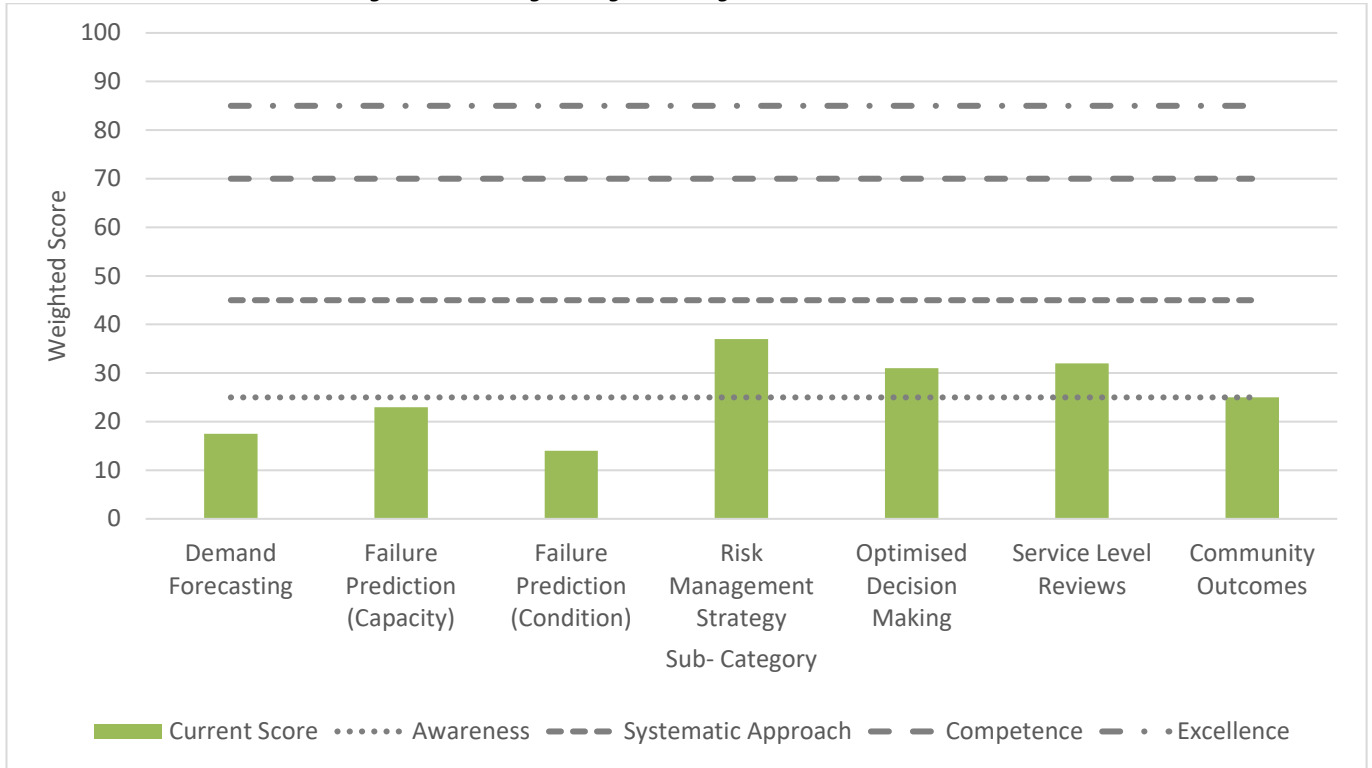 100
90
80
70
60
50
40
30
20
10
0
Weighted Score
Demand
Forecasting
Failure
Prediction
(Capacity)
Failure
Prediction
(Condition)
Risk
Management
Strategy
Optimised
Decision
Making
Service Level
Reviews
Community
Outcomes
Sub- Category
Current Score Awareness Systematic Approach Competence Excellence